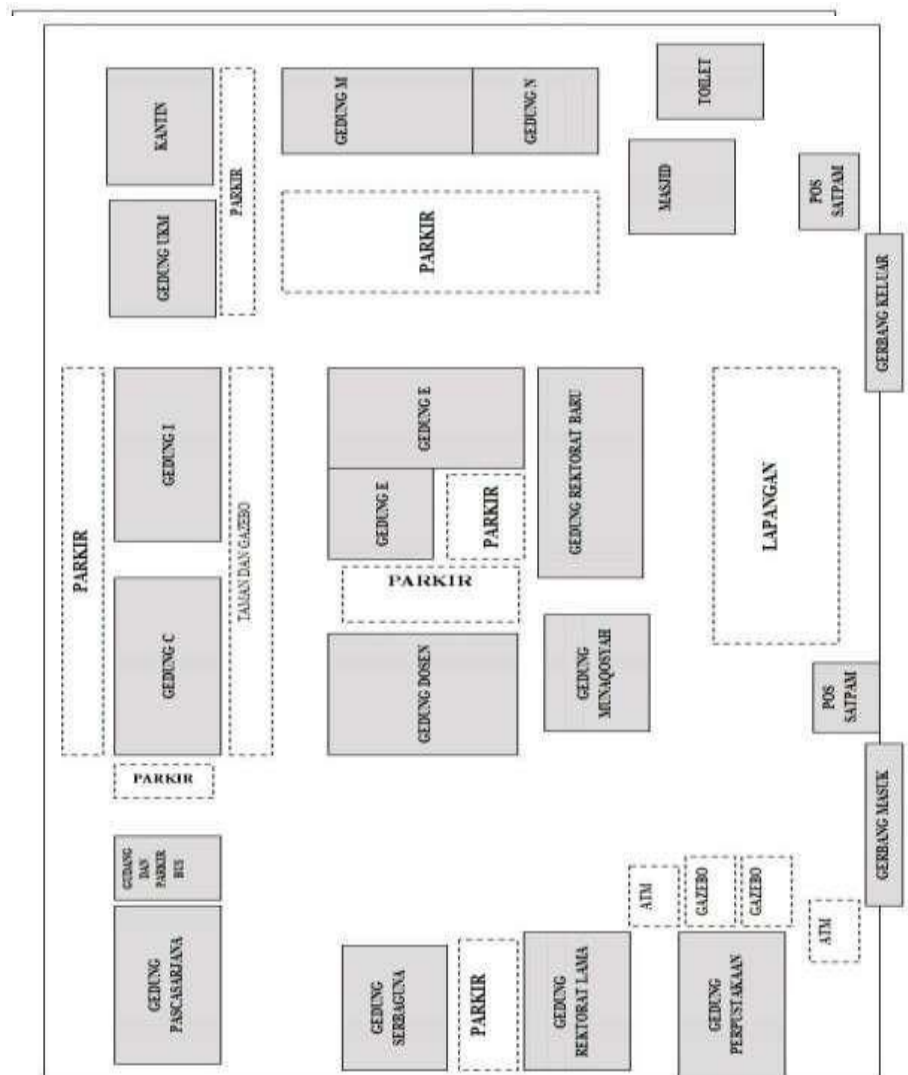 PARKIR
GEDUNG
PASCASARJANA
GUDANG
DAN
PARKIR
BUS
PARKIR
GEDUNG C
GEDUNG I
GEDUNG UKM
KANTIN
TAMAN DAN GAZEBO
PARKIR
GEDUNG
SERBAGUNA
GEDUNG DOSEN
PARKIR
GEDUNG E
GEDUNG E
PARKIR
GEDUNG M
PARKIR
PARKIR
GEDUNG N
GEDUNG
REKTORAT LAMA
GEDUNG
MUNAQOSYAH
GEDUNG REKTORAT BARU
ATM
MASJID
GEDUNG
PERPUSTAKAAN
GAZEBO
GAZEBO
TOILET
LAPANGAN
ATM
POS
SATPAM
POS
SATPAM
GERBANG MASUK
GERBANG KELUAR